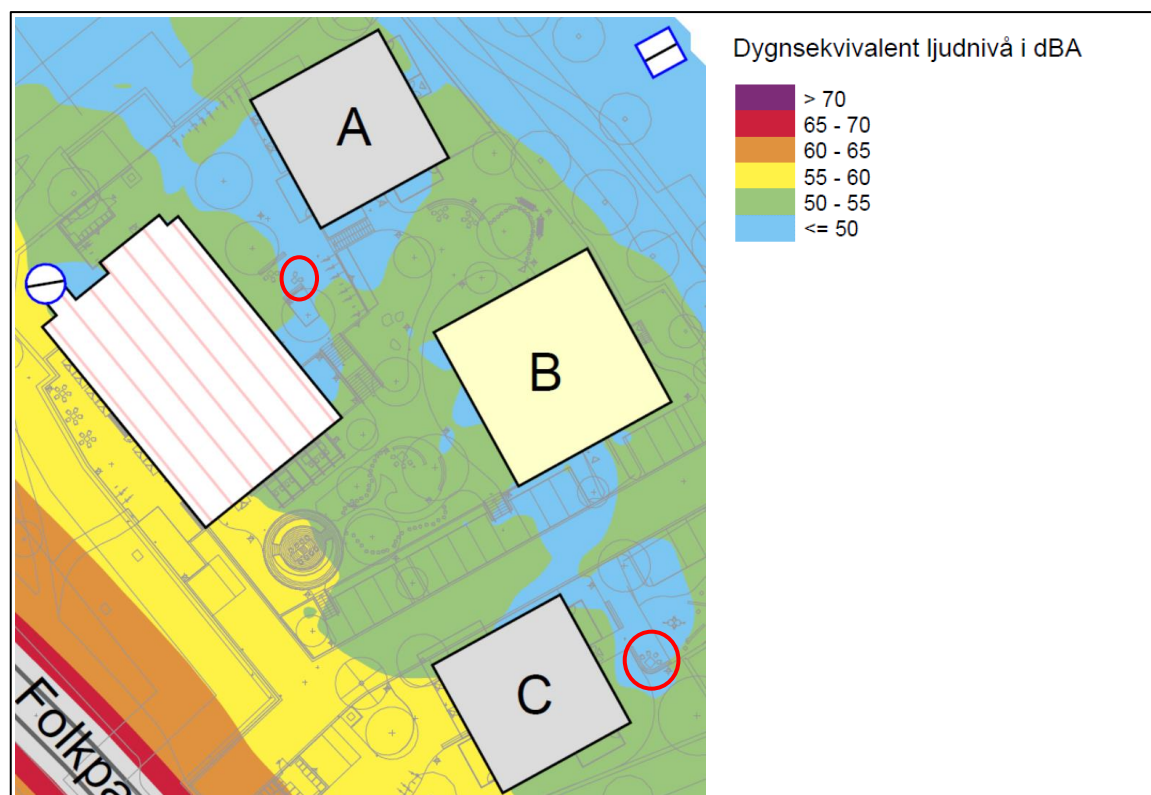 Dygnsekvivalent ljudnivå i dBA
> 70
65 - 70
60 - 65
55 - 60
50 - 55
<= 50
A
B
C
Folkpa